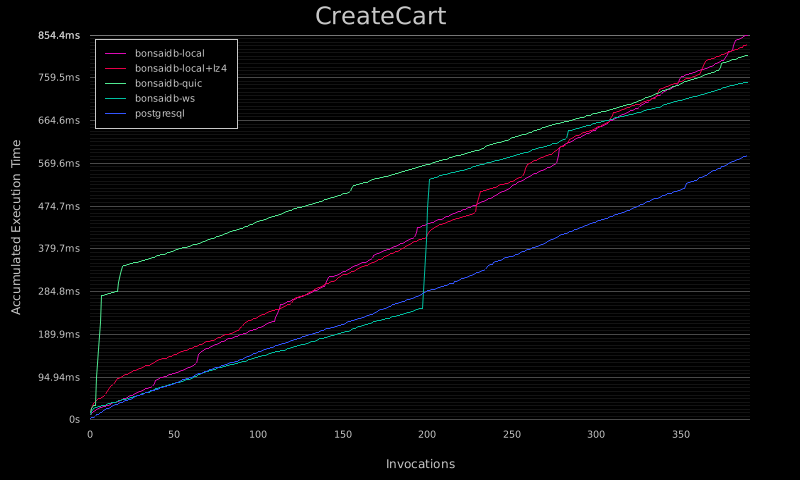 CreateCart
854.4ms
759.5ms
664.6ms
569.6ms
474.7ms
379.7ms
284.8ms
189.9ms
94.94ms
0s
bonsaidb-local
bonsaidb-local+lz4
bonsaidb-quic
bonsaidb-ws
postgresql
Accumulated Execution Time
0 50 100 150 200 250 300 350
Invocations